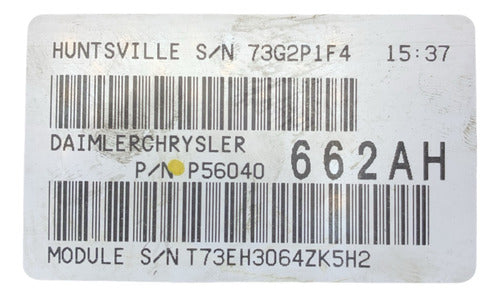 HUNTSVILLE S/N 73G2P1F4 15:37
DAIMLERCHRYSLER
P/N P56040 662AH
MODULE S/N T73EH3064ZK5H2